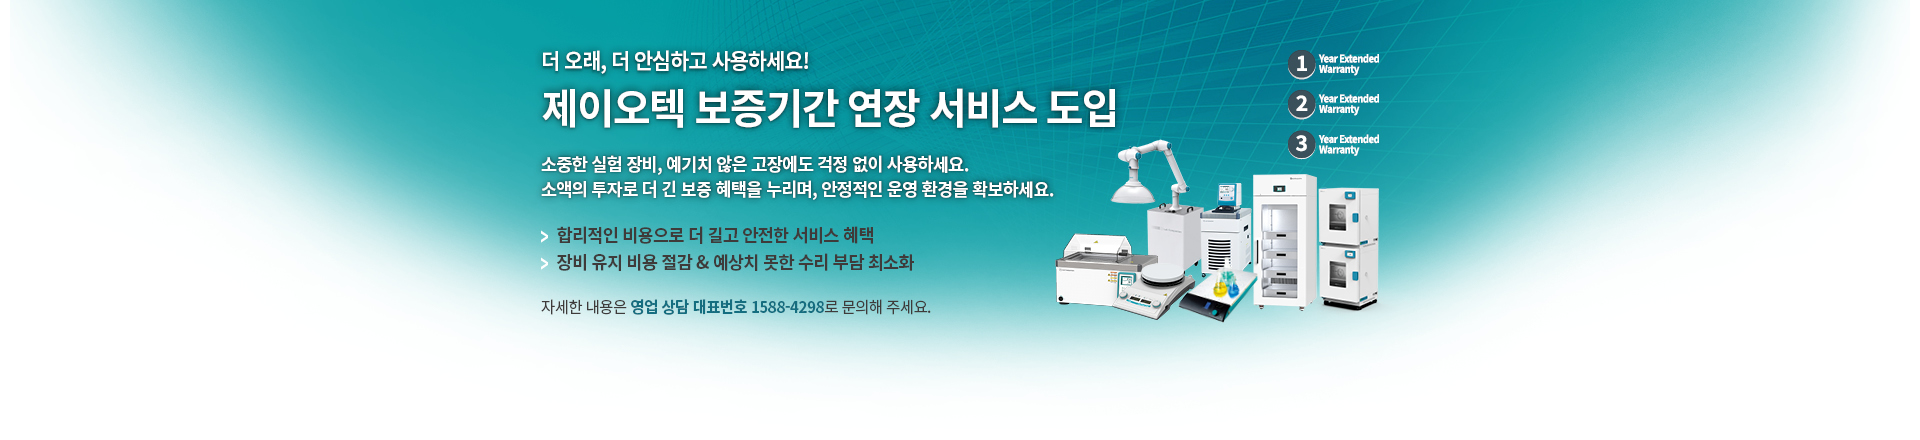 더 오래, 더 안심하고 사용하세요!
제이오텍 보증기간 연장 서비스 도입
소중한 실험 장비, 예기치 않은 고장에도 걱정 없이 사용하세요.
소액의 투자로 더 긴 보증 혜택을 누리며, 안정적인 운영 환경을 확보하세요.
> 합리적인 비용으로 더 길고 안전한 서비스 혜택
> 장비 유지 비용 절감 & 예상치 못한 수리 부담 최소화
자세한 내용은 영업 상담 대표번호 1588-4298로 문의해 주세요.
1 Year Extended
Warranty
2 Year Extended
Warranty
3 Year Extended
Warranty